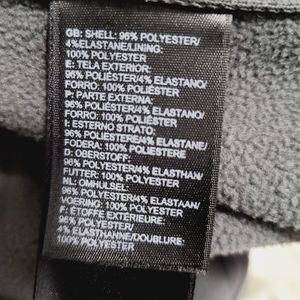 GB: SHELL: 96% POLYESTER/
4%ELASTANE/LINING:
100% POLYESTER
E: TELA EXTERIOR:
96% POLIÉSTER/4% ELASTANO/
FORRO: 100% POLIÉSTER
P: PARTE EXTERNA:
96% POLIÉSTER/4% ELASTANO/
FORRO: 100% POLIÉSTER
I: ESTERNO STRATO:
96% POLIESTERE/4% ELASTAN/
FODERA: 100% POLIESTERE
D: OBERSTOFF:
96% POLYESTER/4% ELASTHAN/
FUTTER: 100% POLYESTER
NL: OMHULSEL:
96% POLYESTER/4% ELASTAAN/
VOERING: 100% POLYESTER
F: ÉTOFFE EXTÉRIEURE:
96% POLYESTER/
4% ELASTHANNE/DOUBLURE:
100% POLYESTER